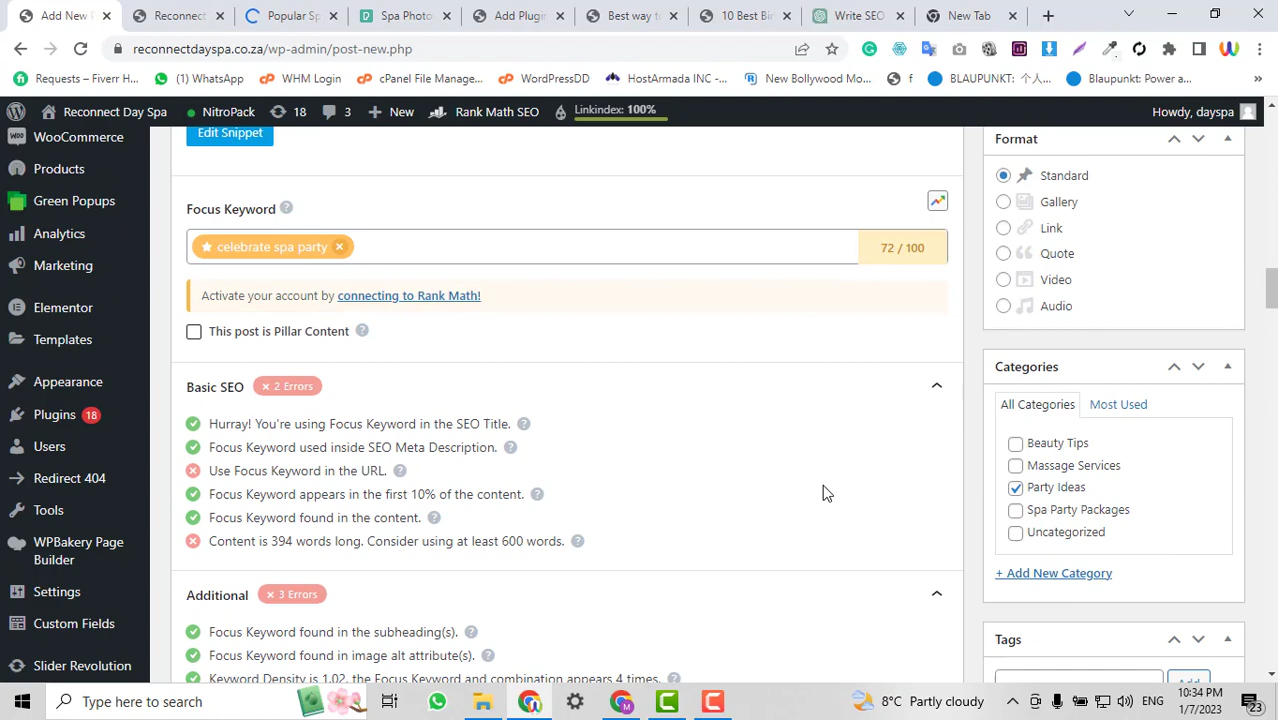 Add New P
Reconnect
Popular Sp
Spa Photo
Add Plugin
Best way to
10 Best Bir
Write SEO
New Tab
reconnectdayspa.co.za/wp-admin/post-new.php
Requests – Fiverr H...
(1) WhatsApp
WHM Login
cPanel File Manage...
WordPressDD
HostArmada INC -...
New Bollywood Mo...
f
BLAUPUNKT: 个人...
Blaupunkt: Power a...
Reconnect Day Spa
NitroPack
18
3
New
Rank Math SEO
Linkindex: 100%
Howdy, dayspa
WooCommerce
Products
Green Popups
Analytics
Marketing
Elementor
Templates
Appearance
Plugins 18
Users
Redirect 404
Tools
WPBakery Page
Builder
Settings
Custom Fields
Slider Revolution
Edit Snippet
Focus Keyword
celebrate spa party
72 / 100
Activate your account by connecting to Rank Math!
This post is Pillar Content
Basic SEO × 2 Errors
Hurray! You're using Focus Keyword in the SEO Title.
Focus Keyword used inside SEO Meta Description.
Use Focus Keyword in the URL.
Focus Keyword appears in the first 10% of the content.
Focus Keyword found in the content.
Content is 394 words long. Consider using at least 600 words.
Additional × 3 Errors
Focus Keyword found in the subheading(s).
Focus Keyword found in image alt attribute(s).
Keyword Density is 1.02, the Focus Keyword and combination appears 4 times.
Format
Standard
Gallery
Link
Quote
Video
Audio
Categories
All Categories
Most Used
Beauty Tips
Massage Services
Party Ideas
Spa Party Packages
Uncategorized
+ Add New Category
Tags
Add
Type here to search
8°C Partly cloudy
ENG
10:34 PM
1/7/2023
23